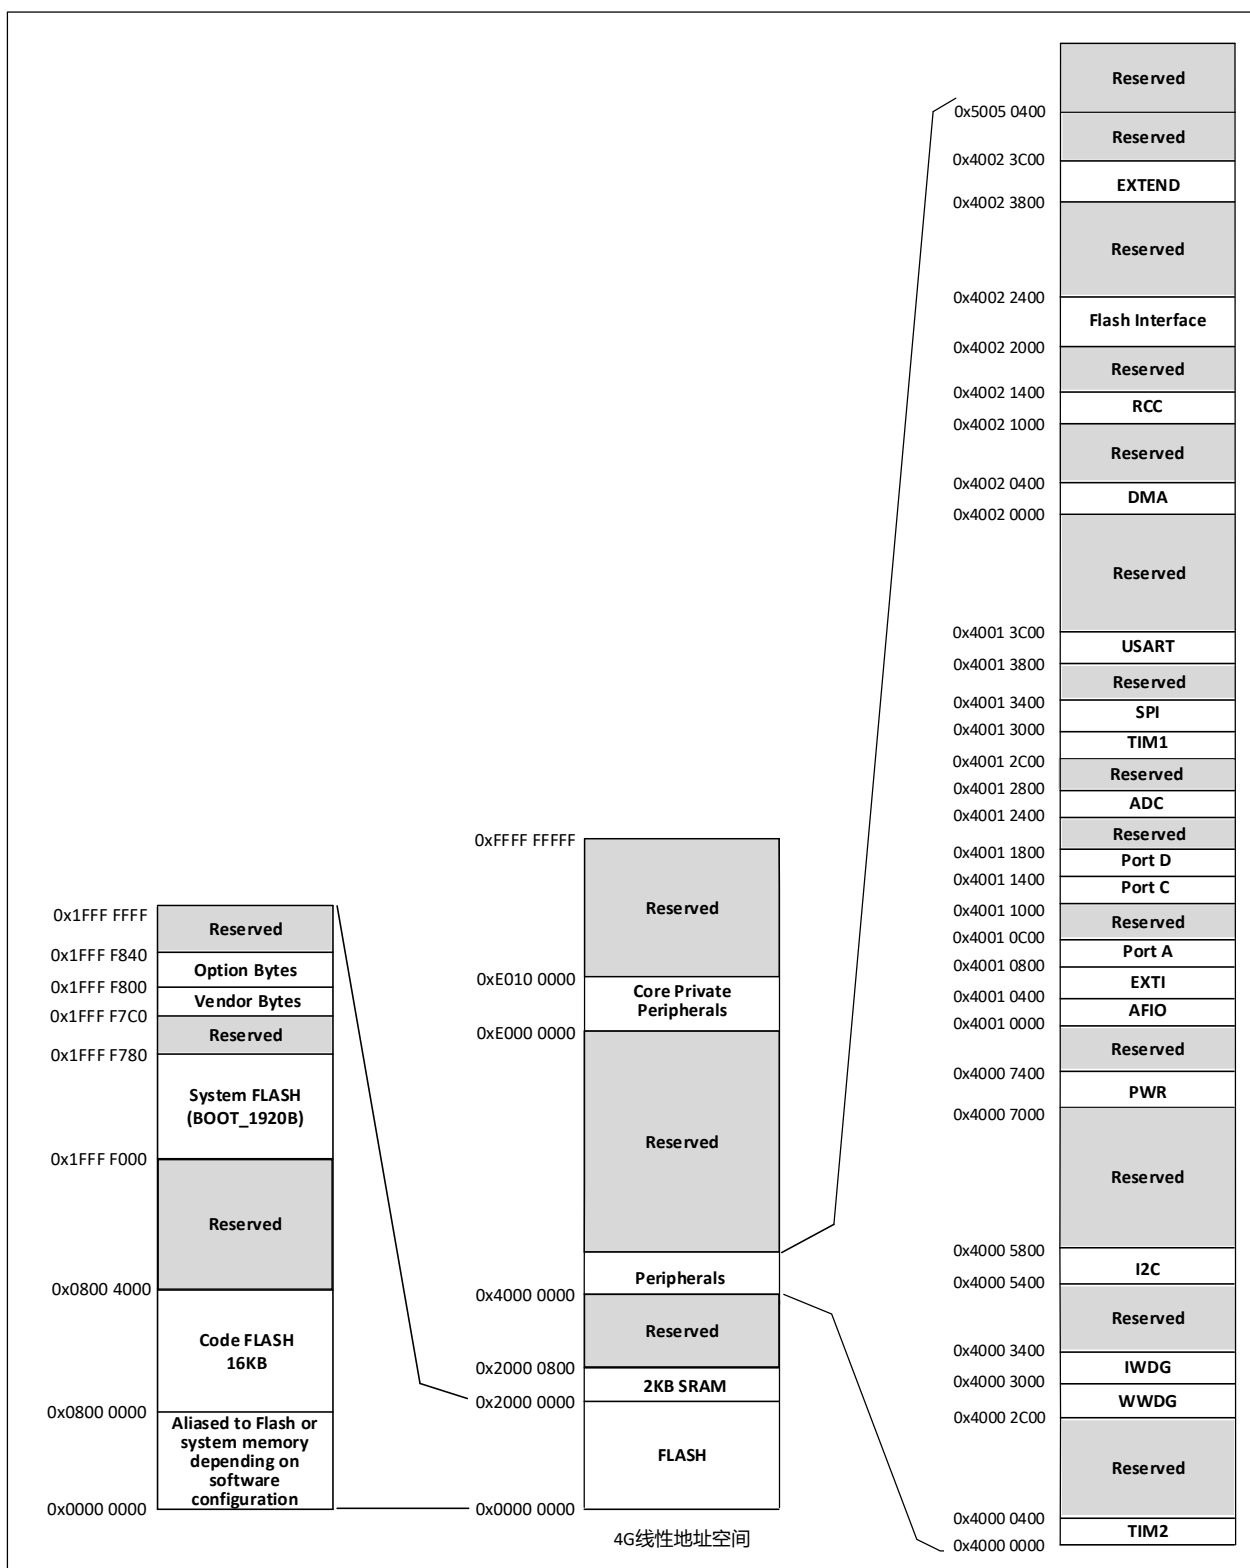 0x1FFF FFFF
Reserved
0x1FFF F840
Option Bytes
0x1FFF F800
Vendor Bytes
0x1FFF F7C0
Reserved
0x1FFF F780
System FLASH
(BOOT_1920B)
0x1FFF F000
Reserved
0x0800 4000
Code FLASH
16KB
0x0800 0000
Aliased to Flash or
system memory
depending on
software
configuration
0x0000 0000
0xFFFF FFFFF
Reserved
0xE010 0000
Core Private
Peripherals
0xE000 0000
Reserved
Peripherals
0x4000 0000
Reserved
0x2000 0800
2KB SRAM
0x2000 0000
FLASH
0x0000 0000
4G线性地址空间
Reserved
0x5005 0400
Reserved
0x4002 3C00
EXTEND
0x4002 3800
Reserved
0x4002 2400
Flash Interface
0x4002 2000
Reserved
0x4002 1400
RCC
0x4002 1000
Reserved
0x4002 0400
DMA
0x4002 0000
Reserved
0x4001 3C00
USART
0x4001 3800
Reserved
0x4001 3400
SPI
0x4001 3000
TIM1
0x4001 2C00
Reserved
0x4001 2800
ADC
0x4001 2400
Reserved
0x4001 1800
Port D
0x4001 1400
Port C
0x4001 1000
Reserved
0x4001 0C00
Port A
0x4001 0800
EXTI
0x4001 0400
AFIO
0x4001 0000
Reserved
0x4000 7400
PWR
0x4000 7000
Reserved
0x4000 5800
I2C
0x4000 5400
Reserved
0x4000 3400
IWDG
0x4000 3000
WWDG
0x4000 2C00
Reserved
0x4000 0400
TIM2
0x4000 0000